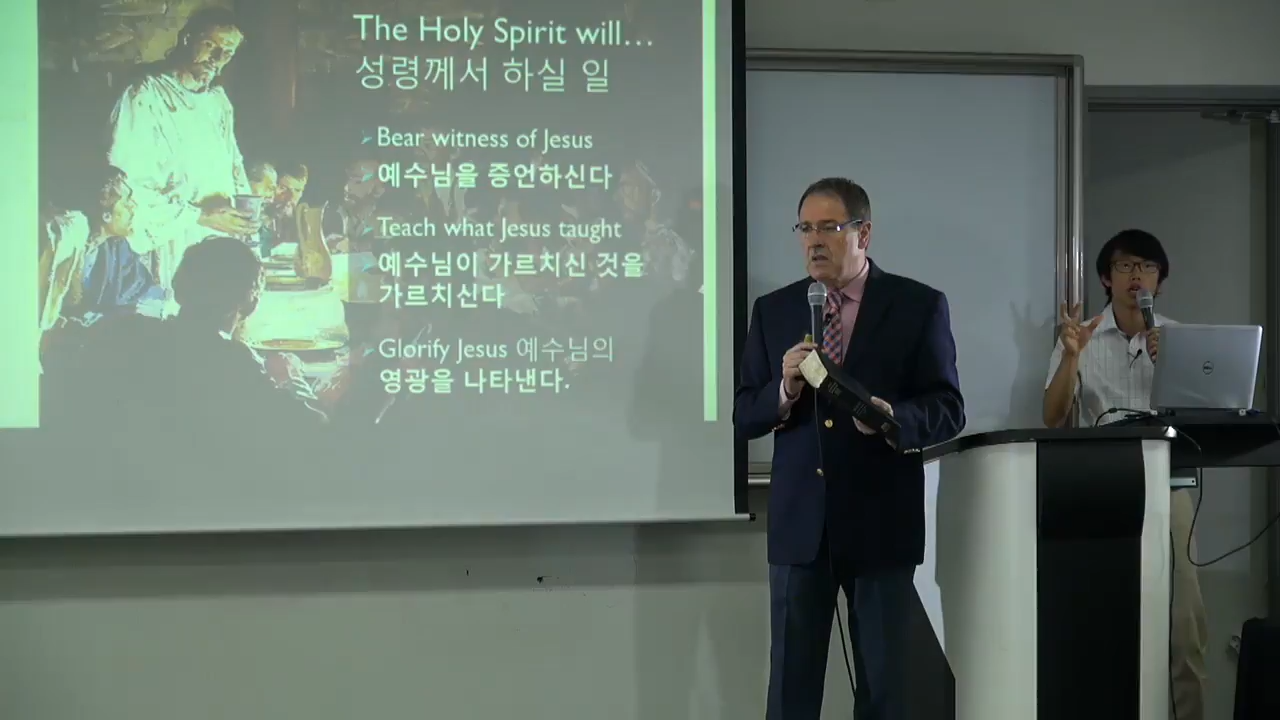 The Holy Spirit will...
성령께서 하실 일
Bear witness of Jesus
예수님을 증언하신다
Teach what Jesus taught
예수님이 가르치신 것을
가르치신다
Glorify Jesus 예수님의
영광을 나타낸다.
DELL